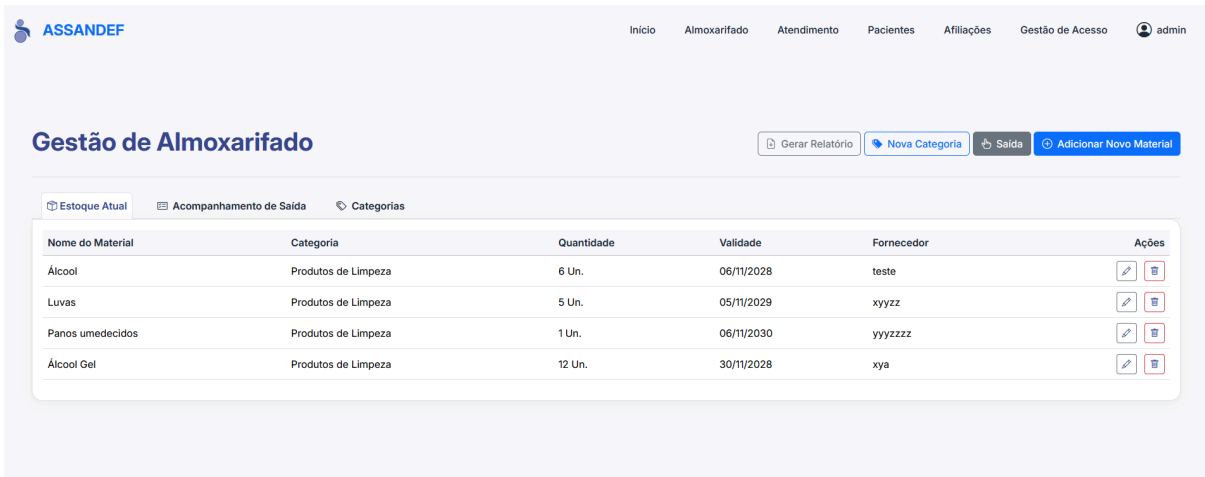 ASSANDEF Início Almoxarifado Atendimento Pacientes Afiliações Gestão de Acesso admin
Gestão de Almoxarifado Gerar Relatório Nova Categoria Saída Adicionar Novo Material
Estoque Atual Acompanhamento de Saída Categorias
Nome do Material Categoria Quantidade Validade Fornecedor Ações
Álcool Produtos de Limpeza 6 Un. 06/11/2028 teste
Luvas Produtos de Limpeza 5 Un. 05/11/2029 xyyzz
Panos umedecidos Produtos de Limpeza 1 Un. 06/11/2030 yyyzzzz
Álcool Gel Produtos de Limpeza 12 Un. 30/11/2028 xya